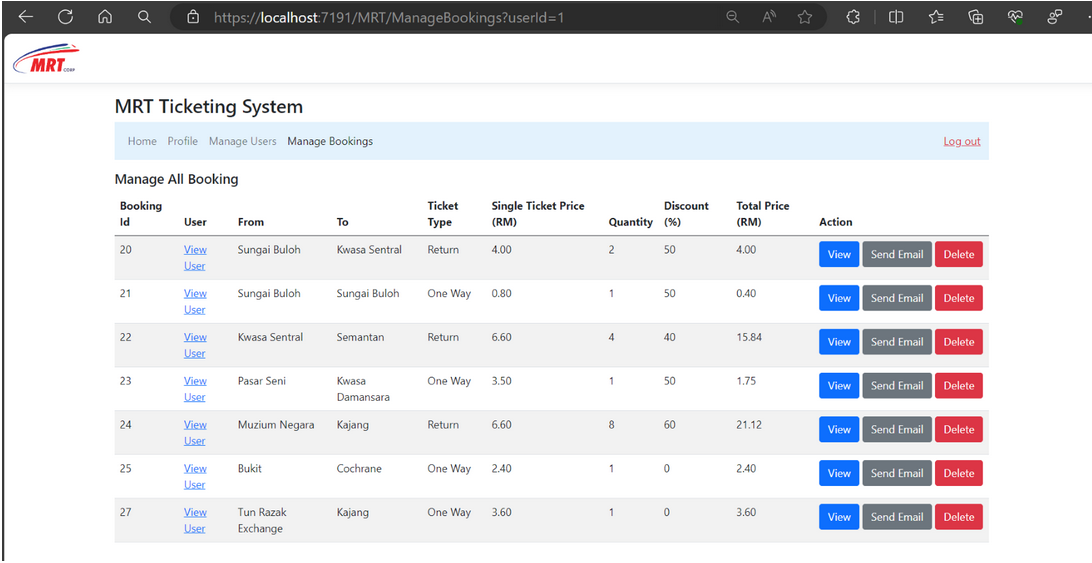 https://localhost:7191/MRT/ManageBookings?userId=1
MRT CORP
MRT Ticketing System
Home Profile Manage Users Manage Bookings Log out
Manage All Booking
Booking Id User From To Ticket Type Single Ticket Price (RM) Quantity Discount (%) Total Price (RM) Action
20 View User Sungai Buloh Kwasa Sentral Return 4.00 2 50 4.00 View Send Email Delete
21 View User Sungai Buloh Sungai Buloh One Way 0.80 1 50 0.40 View Send Email Delete
22 View User Kwasa Sentral Semantan Return 6.60 4 40 15.84 View Send Email Delete
23 View User Pasar Seni Kwasa Damansara One Way 3.50 1 50 1.75 View Send Email Delete
24 View User Muzium Negara Kajang Return 6.60 8 60 21.12 View Send Email Delete
25 View User Bukit Cochrane One Way 2.40 1 0 2.40 View Send Email Delete
27 View User Tun Razak Exchange Kajang One Way 3.60 1 0 3.60 View Send Email Delete